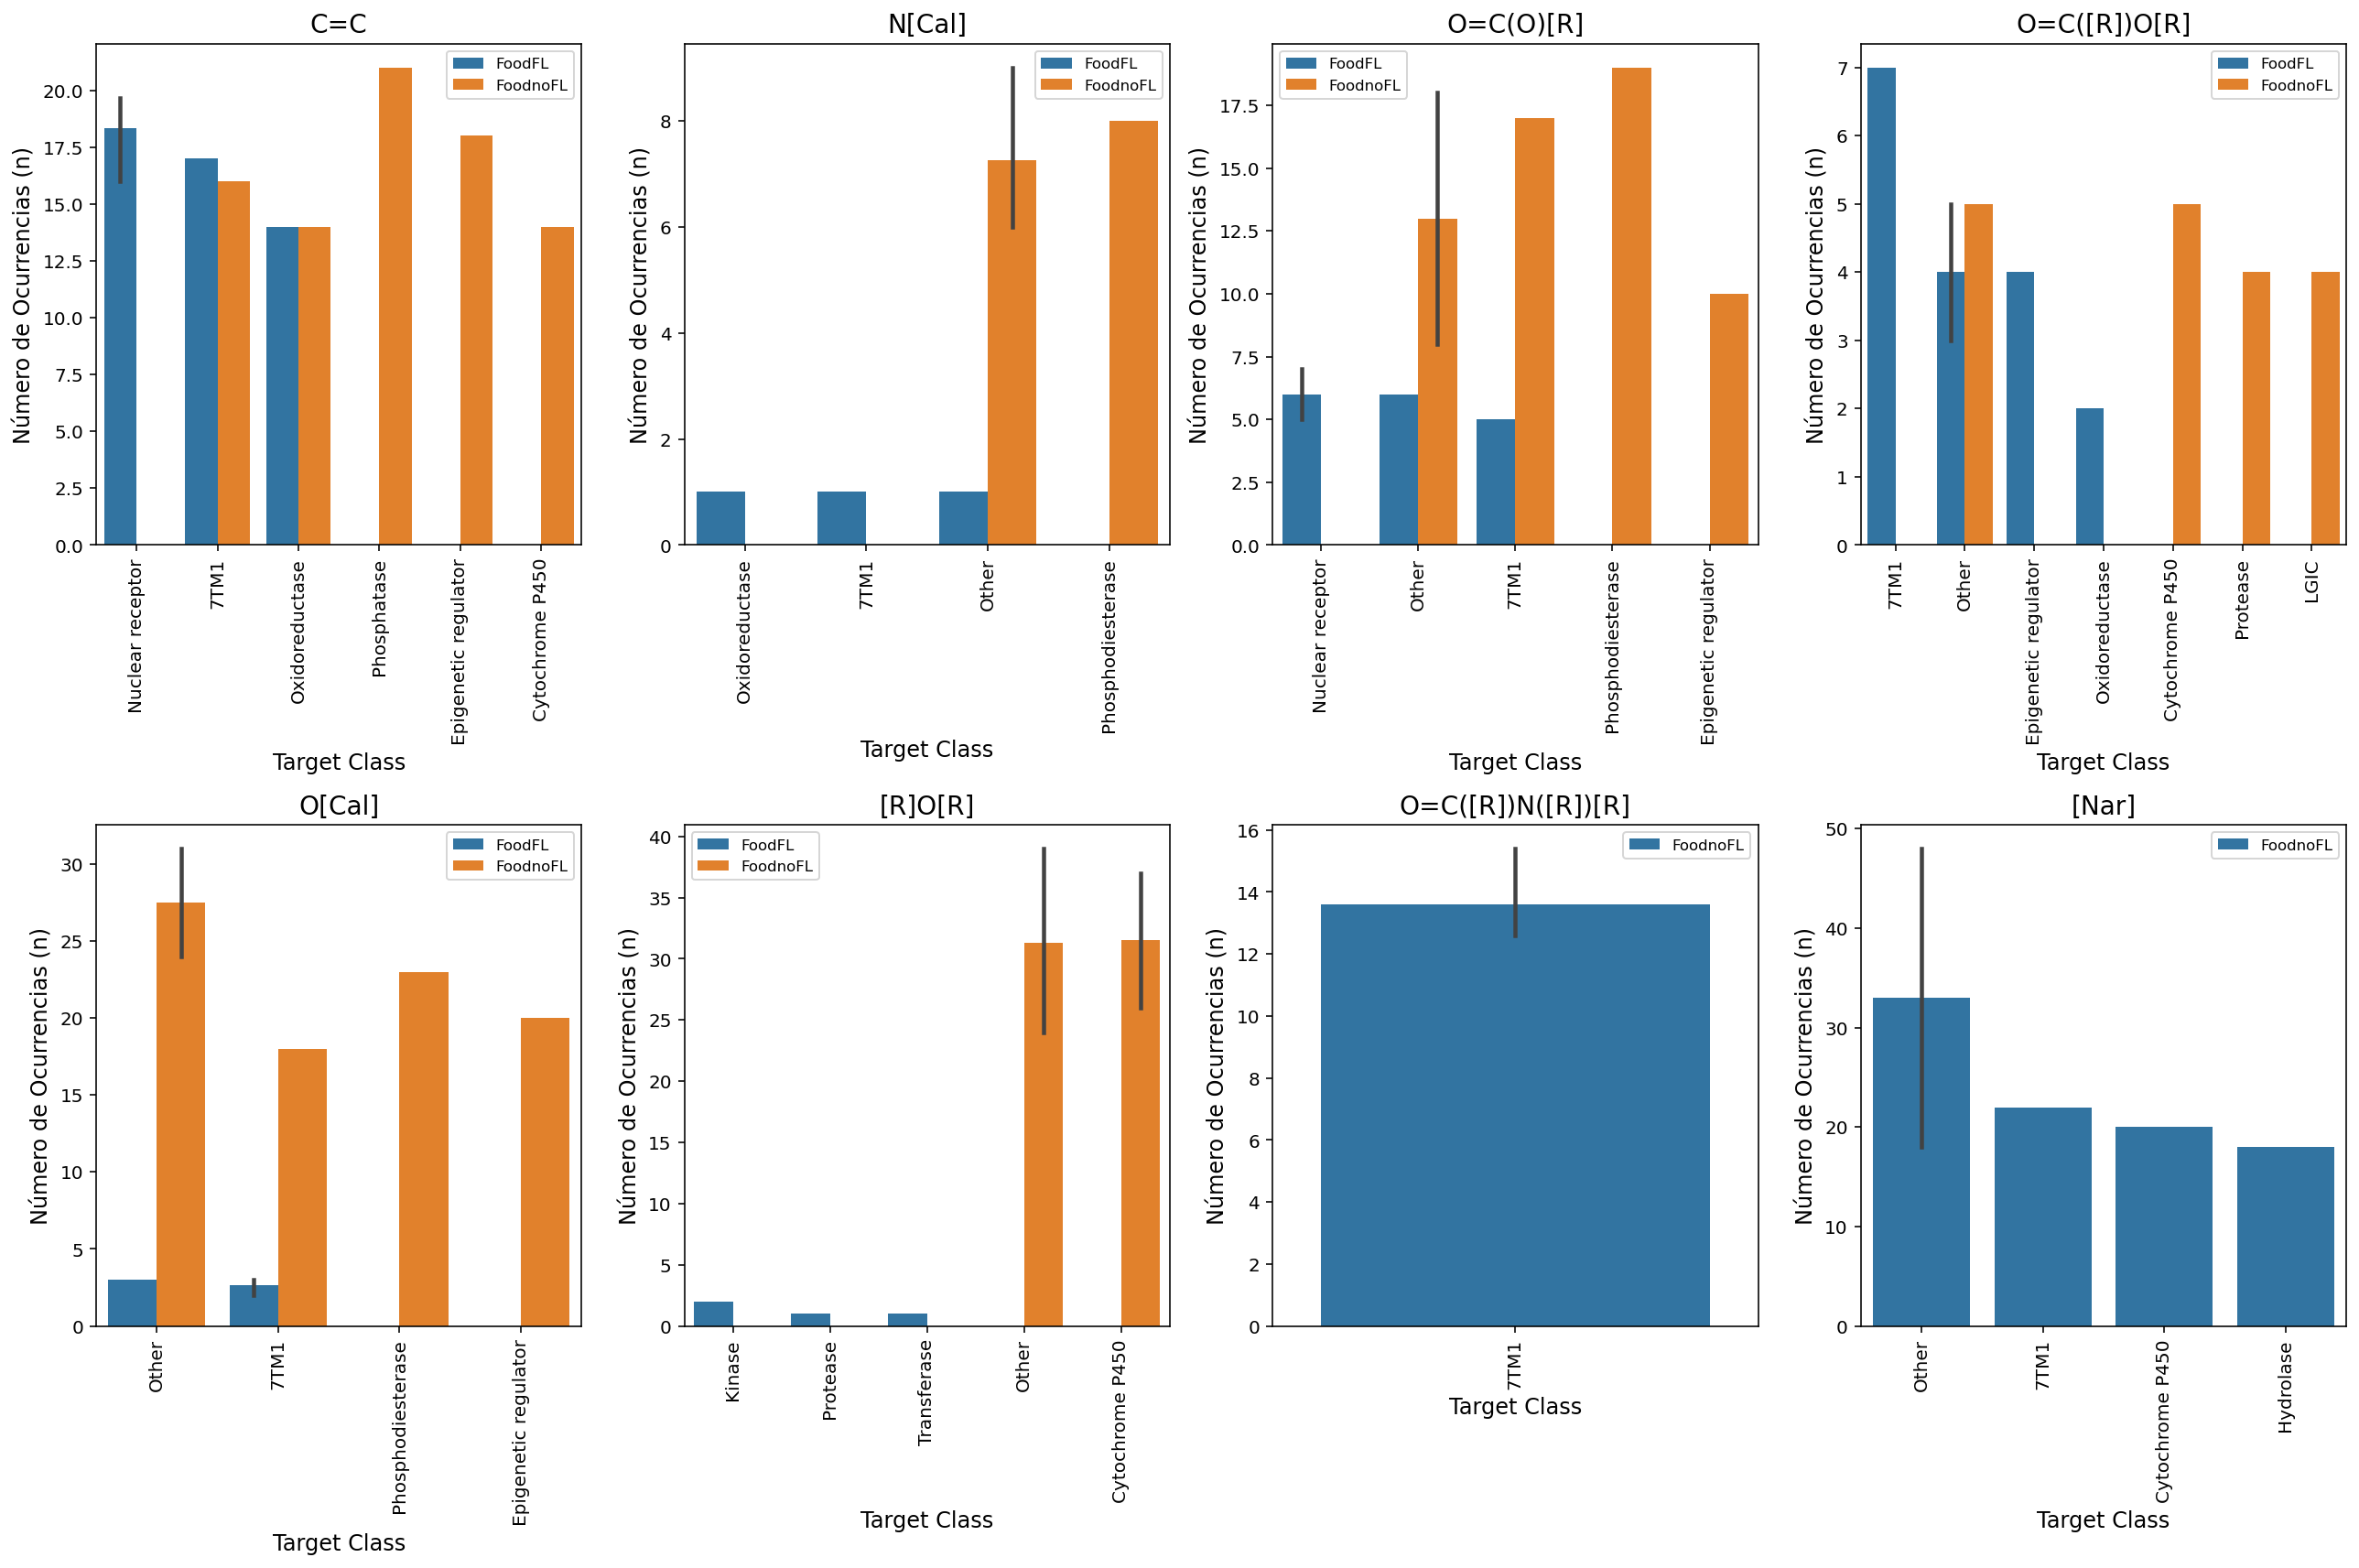 C=C
FoodFL
FoodnoFL
Número de Ocurrencias (n)
20.0
17.5
15.0
12.5
10.0
7.5
5.0
2.5
0.0
Nuclear receptor
7TM1
Oxidoreductase
Phosphatase
Epigenetic regulator
Cytochrome P450
Target Class
N[Cal]
FoodFL
FoodnoFL
Número de Ocurrencias (n)
8
6
4
2
0
Oxidoreductase
7TM1
Other
Phosphodiesterase
Target Class
O=C(O)[R]
FoodFL
FoodnoFL
Número de Ocurrencias (n)
17.5
15.0
12.5
10.0
7.5
5.0
2.5
0.0
Nuclear receptor
Other
7TM1
Phosphodiesterase
Epigenetic regulator
Target Class
O=C([R])O[R]
FoodFL
FoodnoFL
Número de Ocurrencias (n)
7
6
5
4
3
2
1
0
7TM1
Other
Epigenetic regulator
Oxidoreductase
Cytochrome P450
Protease
LGIC
Target Class
O[Cal]
FoodFL
FoodnoFL
Número de Ocurrencias (n)
30
25
20
15
10
5
0
Other
7TM1
Phosphodiesterase
Epigenetic regulator
Target Class
[R]O[R]
FoodFL
FoodnoFL
Número de Ocurrencias (n)
40
35
30
25
20
15
10
5
0
Kinase
Protease
Transferase
Other
Cytochrome P450
Target Class
O=C([R])N([R])[R]
FoodnoFL
Número de Ocurrencias (n)
16
14
12
10
8
6
4
2
0
7TM1
Target Class
[Nar]
FoodnoFL
Número de Ocurrencias (n)
50
40
30
20
10
0
Other
7TM1
Cytochrome P450
Hydrolase
Target Class